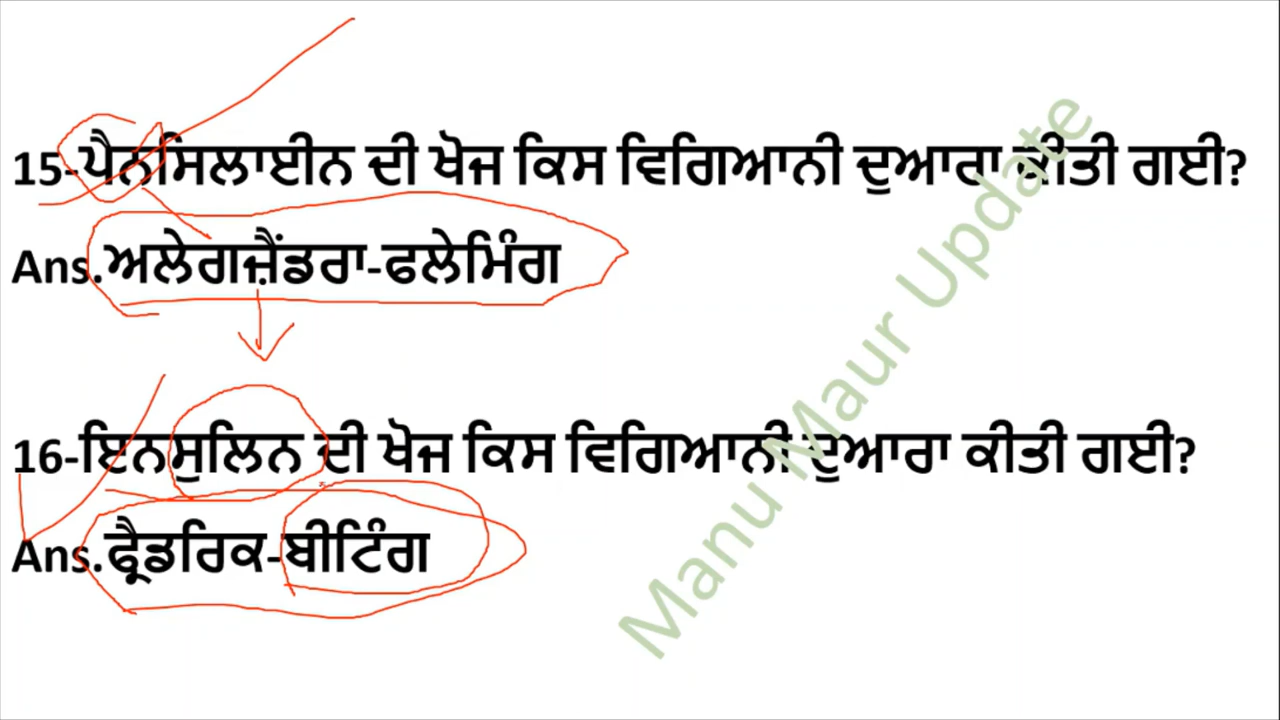 15-ਪੈਨਸਿਲਾਈਨ ਦੀ ਖੋਜ ਕਿਸ ਵਿਗਿਆਨੀ ਦੁਆਰਾ ਕੀਤੀ ਗਈ?
Ans.ਅਲੇਗਜ਼ੈਂਡਰਾ-ਫਲੇਮਿੰਗ
16-ਇਨਸੁਲਿਨ ਦੀ ਖੋਜ ਕਿਸ ਵਿਗਿਆਨੀ ਦੁਆਰਾ ਕੀਤੀ ਗਈ?
Ans.ਫ੍ਰੈਡਰਿਕ-ਬੀਟਿੰਗ
Manu Maur Update